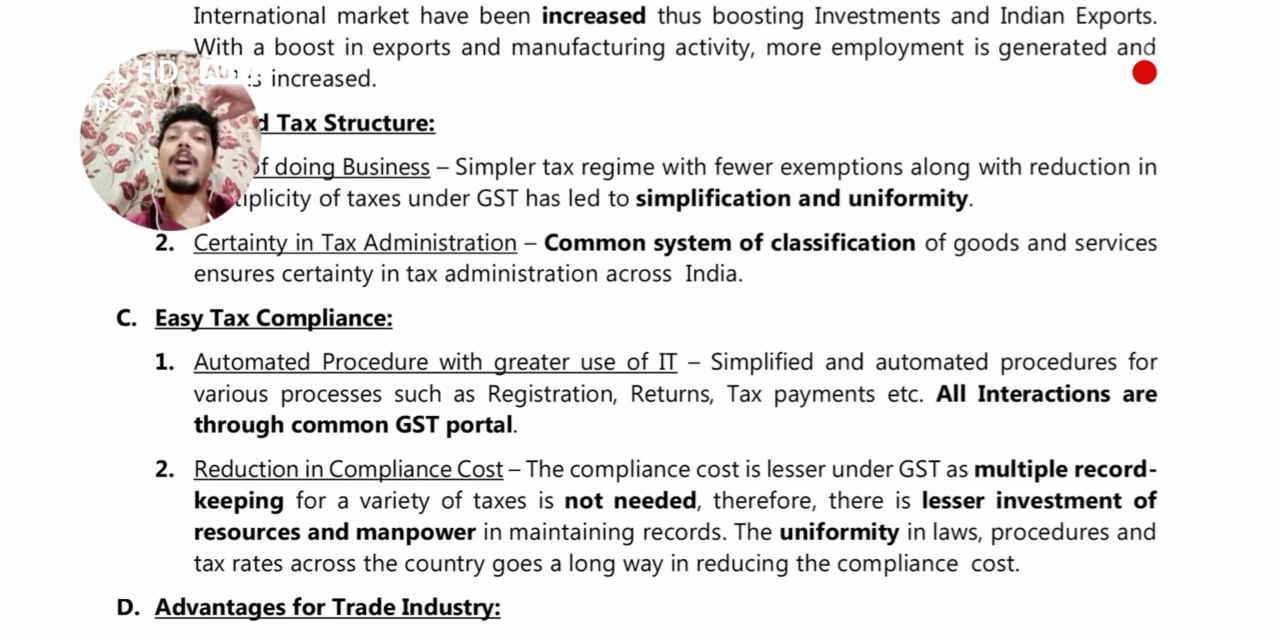 International market have been increased thus boosting Investments and Indian Exports.
With a boost in exports and manufacturing activity, more employment is generated and
increased.
Tax Structure:
of doing Business – Simpler tax regime with fewer exemptions along with reduction in
of taxes under GST has led to simplification and uniformity.
2. Certainty in Tax Administration – Common system of classification of goods and services
ensures certainty in tax administration across India.
C. Easy Tax Compliance:
1. Automated Procedure with greater use of IT – Simplified and automated procedures for
various processes such as Registration, Returns, Tax payments etc. All Interactions are
through common GST portal.
2. Reduction in Compliance Cost – The compliance cost is lesser under GST as multiple record-
keeping for a variety of taxes is not needed, therefore, there is lesser investment of
resources and manpower in maintaining records. The uniformity in laws, procedures and
tax rates across the country goes a long way in reducing the compliance cost.
D. Advantages for Trade Industry: